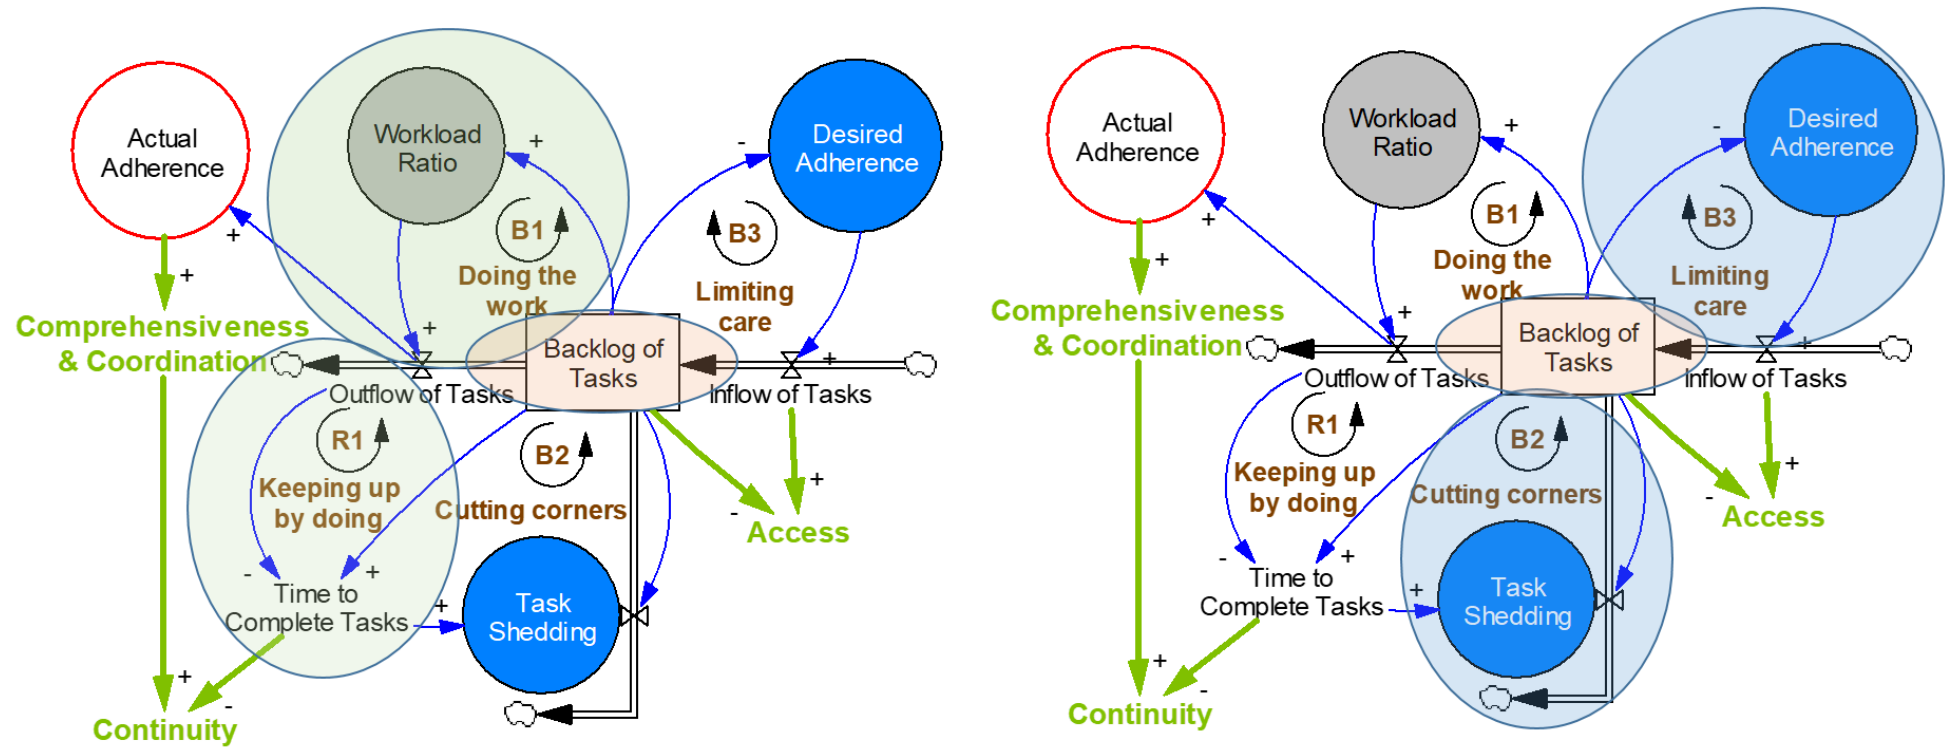 Actual
Adherence
+
Workload
Ratio
+
B1
Doing the
work
+
-
Desired
Adherence
B3
Limiting
care
+
Comprehensiveness
& Coordination
Backlog of
Tasks
+
Outflow of Tasks
Inflow of Tasks
R1
Keeping up
by doing
B2
Cutting corners
+
-
Access
-
+
Time to
Complete Tasks
+
Task
Shedding
+
-
Continuity
Actual
Adherence
+
Workload
Ratio
+
B1
Doing the
work
+
-
Desired
Adherence
B3
Limiting
care
+
Comprehensiveness
& Coordination
Backlog of
Tasks
+
Outflow of Tasks
Inflow of Tasks
R1
Keeping up
by doing
B2
Cutting corners
+
-
Access
-
+
Time to
Complete Tasks
+
Task
Shedding
+
-
Continuity